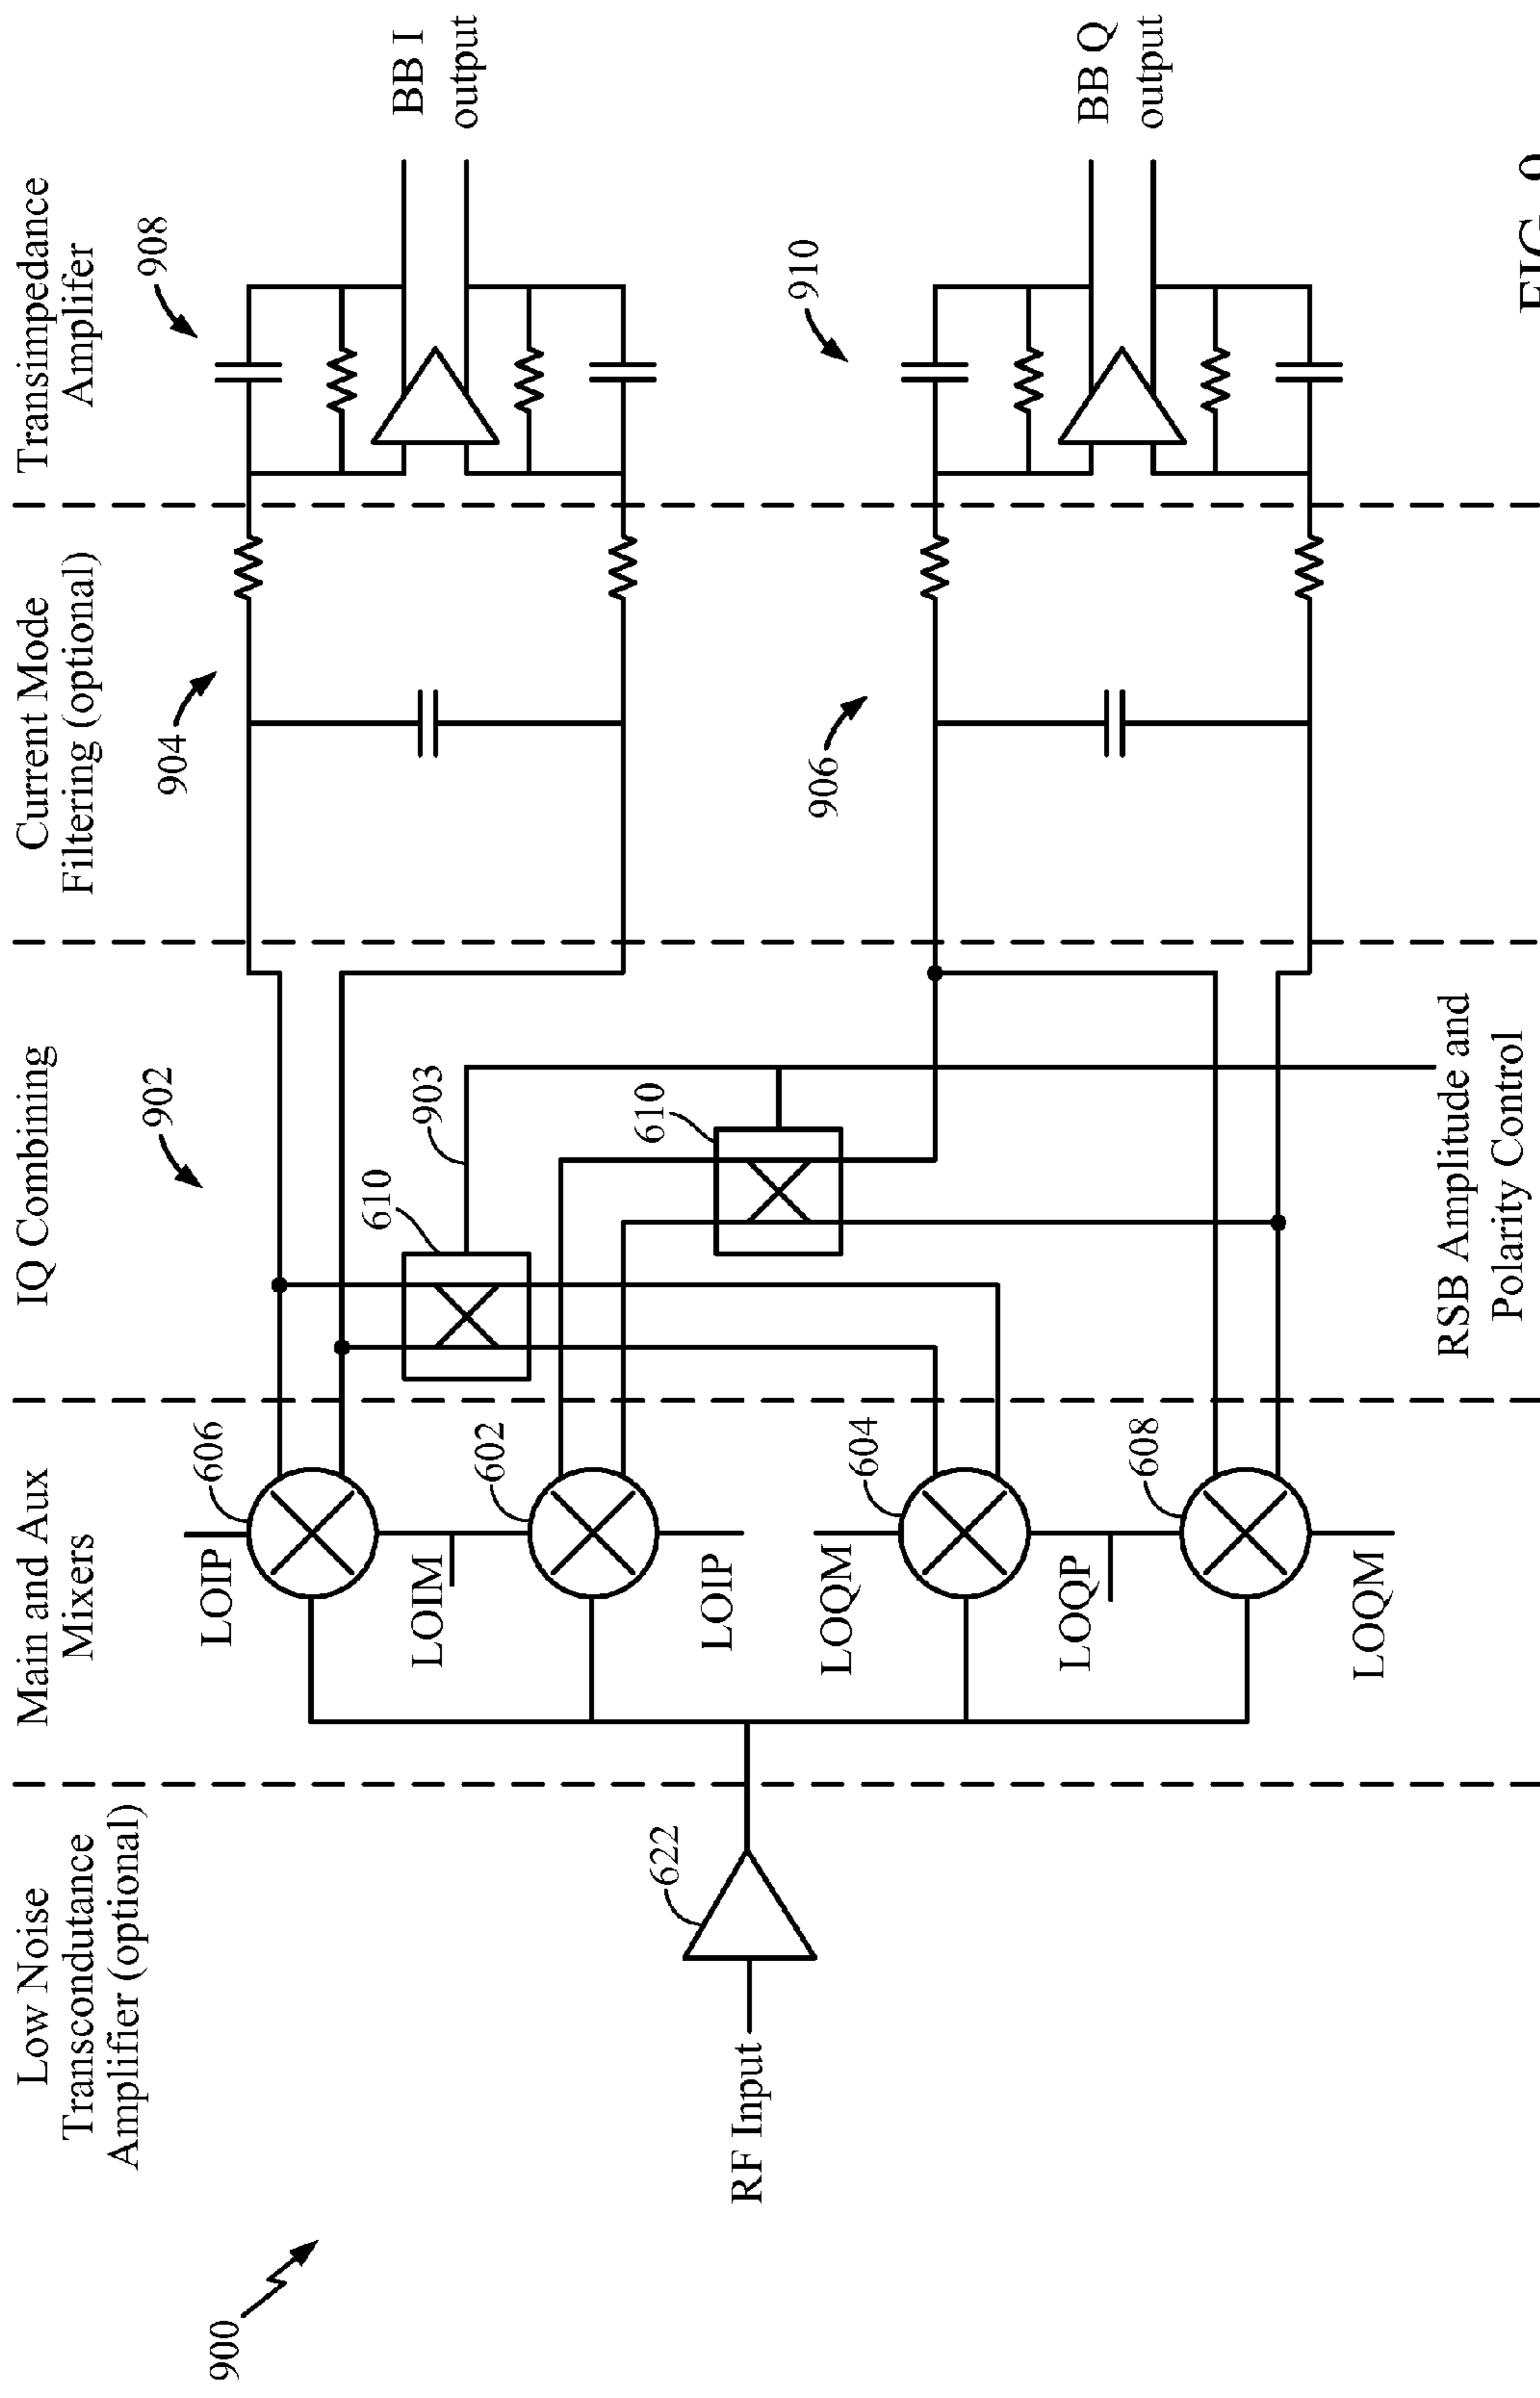 900
Low Noise
Transcondutance
Amplifier (optional)
Main and Aux
Mixers
IQ Combining
Current Mode
Filtering (optional)
Transimpedance
Amplifer
902
904
908
606
LOIP
610
903
BB I
output
LOIM
602
610
622
RF Input
LOIP
906
910
604
LOQM
LOQP
608
BB Q
output
LOQM
RSB Amplitude and
Polarity Control